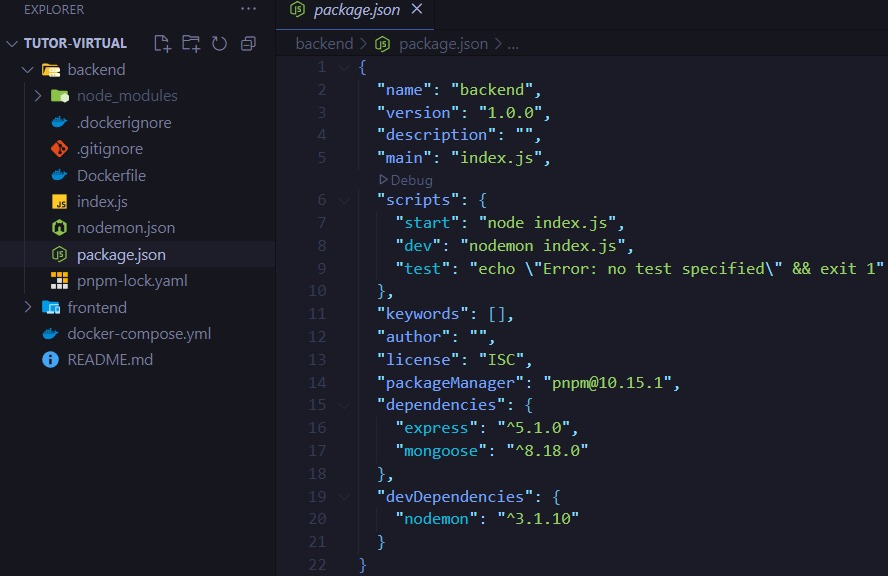 EXPLORER ...
TUTOR-VIRTUAL
backend
node_modules
.dockerignore
.gitignore
Dockerfile
JS index.js
nodemon.json
package.json
pnpm-lock.yaml
frontend
docker-compose.yml
README.md
package.json
backend > package.json > ...
1 {
2 "name": "backend",
3 "version": "1.0.0",
4 "description": "",
5 "main": "index.js",
Debug
6 "scripts": {
7 "start": "node index.js",
8 "dev": "nodemon index.js",
9 "test": "echo \"Error: no test specified\" && exit 1"
10 },
11 "keywords": [],
12 "author": "",
13 "license": "ISC",
14 "packageManager": "pnpm@10.15.1",
15 "dependencies": {
16 "express": "^5.1.0",
17 "mongoose": "^8.18.0"
18 },
19 "devDependencies": {
20 "nodemon": "^3.1.10"
21 }
22 }